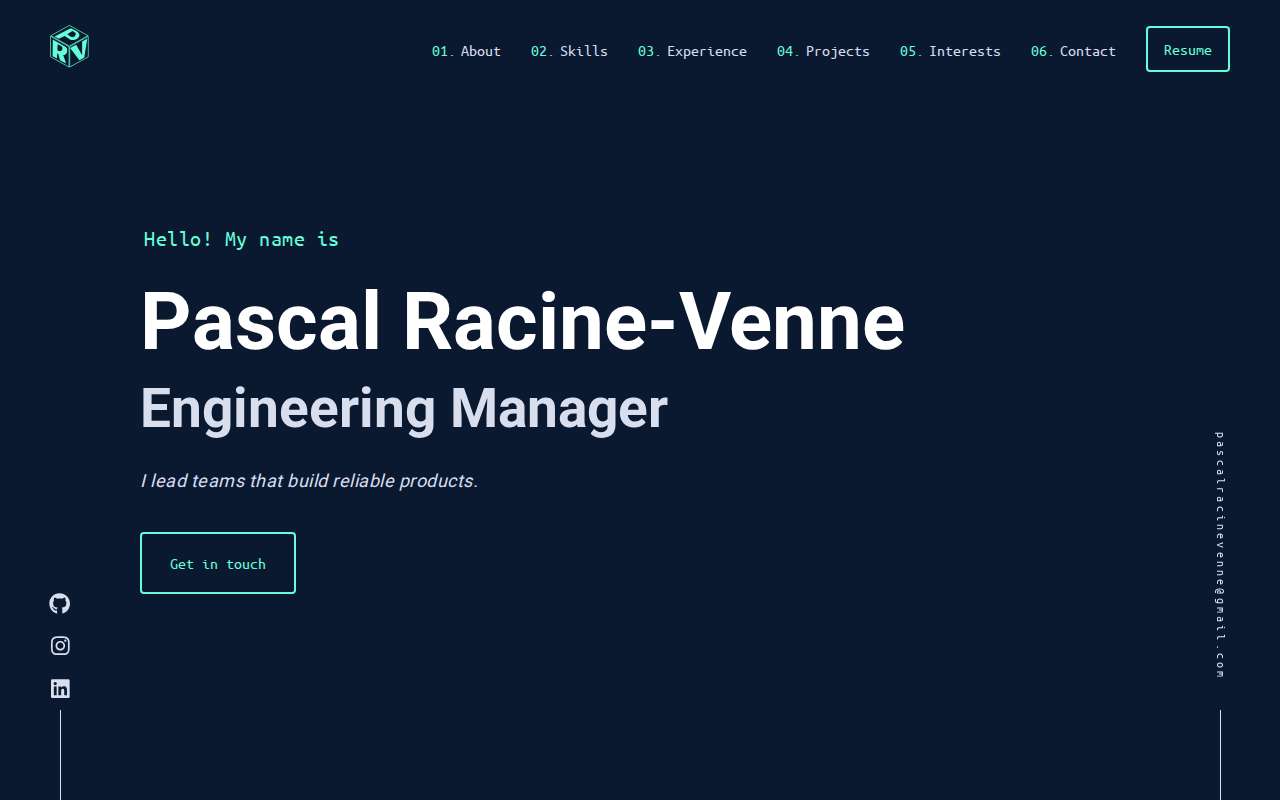 PRV
01. About 02. Skills 03. Experience 04. Projects 05. Interests 06. Contact Resume
Hello! My name is
Pascal Racine-Venne
Engineering Manager
I lead teams that build reliable products.
Get in touch
pascalracinevenne@gmail.com